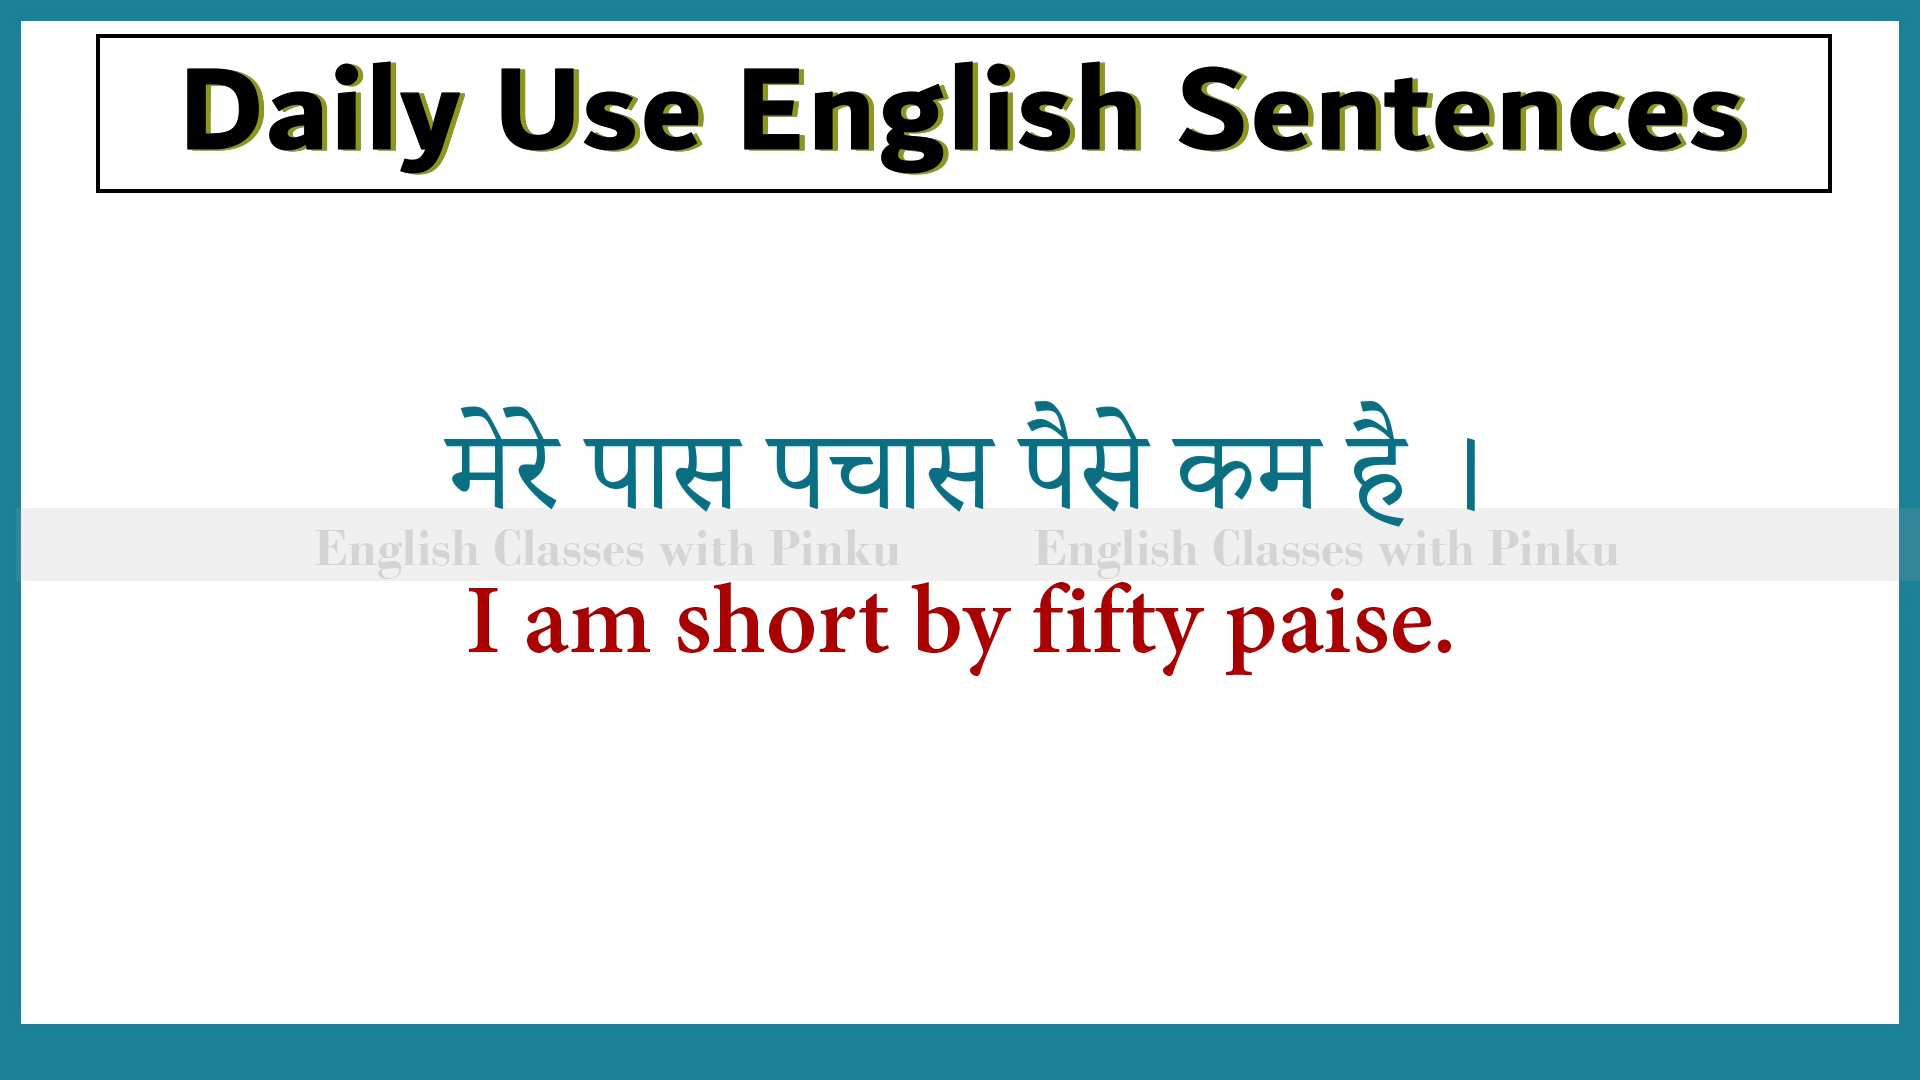 Daily Use English Sentences
मेरे पास पचास पैसे कम है ।
English Classes with Pinku English Classes with Pinku
I am short by fifty paise.